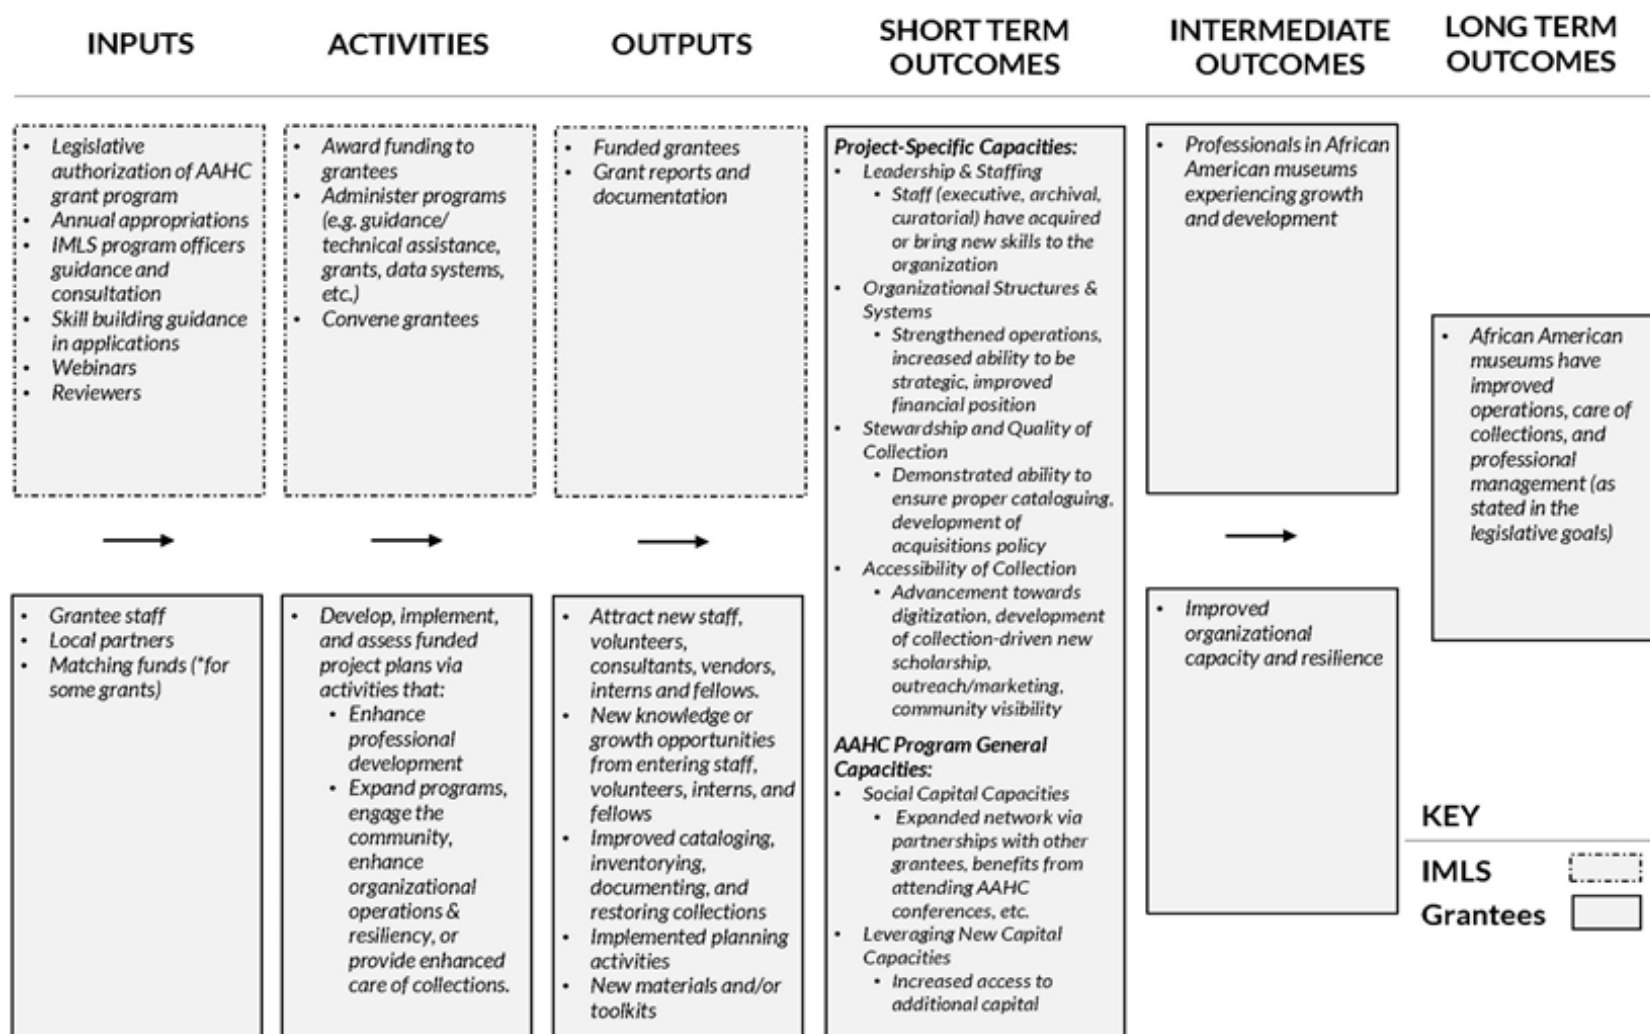 INPUTS
ACTIVITIES
OUTPUTS
SHORT TERM
OUTCOMES
INTERMEDIATE
OUTCOMES
LONG TERM
OUTCOMES
• Legislative
authorization of AAHC
grant program
• Annual appropriations
• IMLS program officers
guidance and
consultation
• Skill building guidance
in applications
• Webinars
• Reviewers
• Award funding to
grantees
• Administer programs
(e.g. guidance/
technical assistance,
grants, data systems,
etc.)
• Convene grantees
• Funded grantees
• Grant reports and
documentation
• Grantee staff
• Local partners
• Matching funds (*for
some grants)
• Develop, implement,
and assess funded
project plans via
activities that:
• Enhance
professional
development
• Expand programs,
engage the
community,
enhance
organizational
operations &
resiliency, or
provide enhanced
care of collections.
• Attract new staff,
volunteers,
consultants, vendors,
interns and fellows.
• New knowledge or
growth opportunities
from entering staff,
volunteers, interns, and
fellows
• Improved cataloging,
inventorying,
documenting, and
restoring collections
• Implemented planning
activities
• New materials and/or
toolkits
Project-Specific Capacities:
• Leadership & Staffing
• Staff (executive, archival,
curatorial) have acquired
or bring new skills to the
organization
• Organizational Structures &
Systems
• Strengthened operations,
increased ability to be
strategic, improved
financial position
• Stewardship and Quality of
Collection
• Demonstrated ability to
ensure proper cataloguing,
development of
acquisitions policy
• Accessibility of Collection
• Advancement towards
digitization, development
of collection-driven new
scholarship,
outreach/marketing,
community visibility
AAHC Program General
Capacities:
• Social Capital Capacities
• Expanded network via
partnerships with other
grantees, benefits from
attending AAHC
conferences, etc.
• Leveraging New Capital
Capacities
• Increased access to
additional capital
• Professionals in African
American museums
experiencing growth
and development
• Improved
organizational
capacity and resilience
• African American
museums have
improved
operations, care of
collections, and
professional
management (as
stated in the
legislative goals)
KEY
IMLS
Grantees